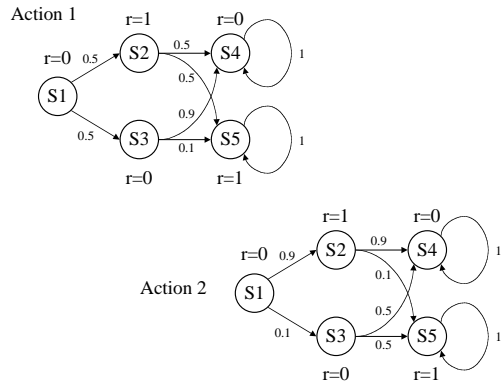 Action 1
r=1 r=0
r=0
S2 0.5 S4
0.5 0.5 1
S1
0.9
0.5 S3 0.1 S5 1
r=0 r=1
r=1 r=0
r=0
S2 0.9 S4
0.9 0.1 1
Action 2 S1
0.5
0.1 S3 0.5 S5 1
r=0 r=1